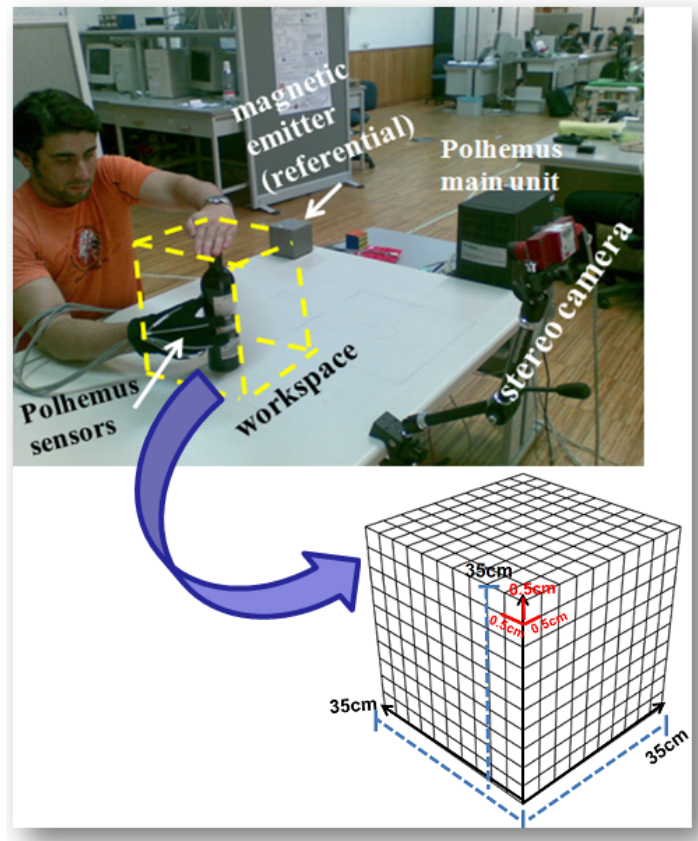 magnetic
emitter
(referential)
Polhemus
main unit
stereo camera
Polhemus
sensors
workspace
35cm
0.5cm
0.5cm
0.5cm
35cm
35cm